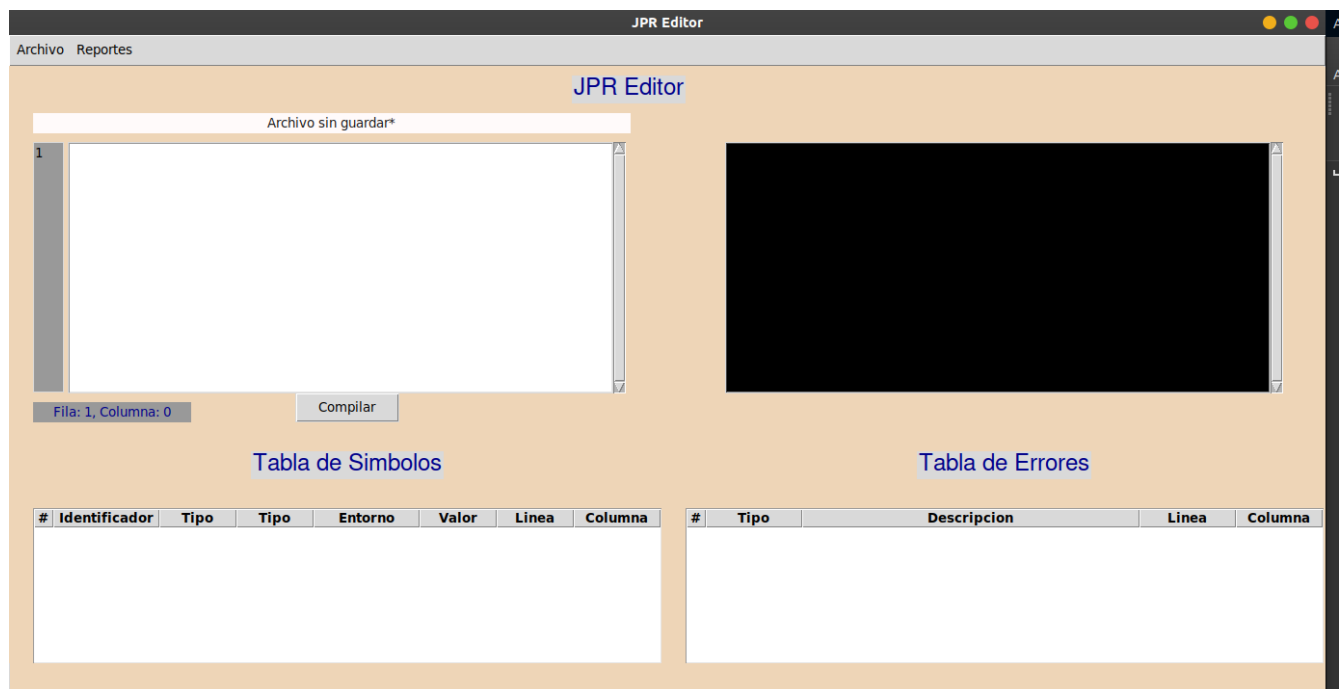 JPR Editor
Archivo Reportes
JPR Editor
Archivo sin guardar*
1
Fila: 1, Columna: 0
Compilar
Tabla de Simbolos
Tabla de Errores
# Identificador Tipo Tipo Entorno Valor Linea Columna
# Tipo Descripcion Linea Columna